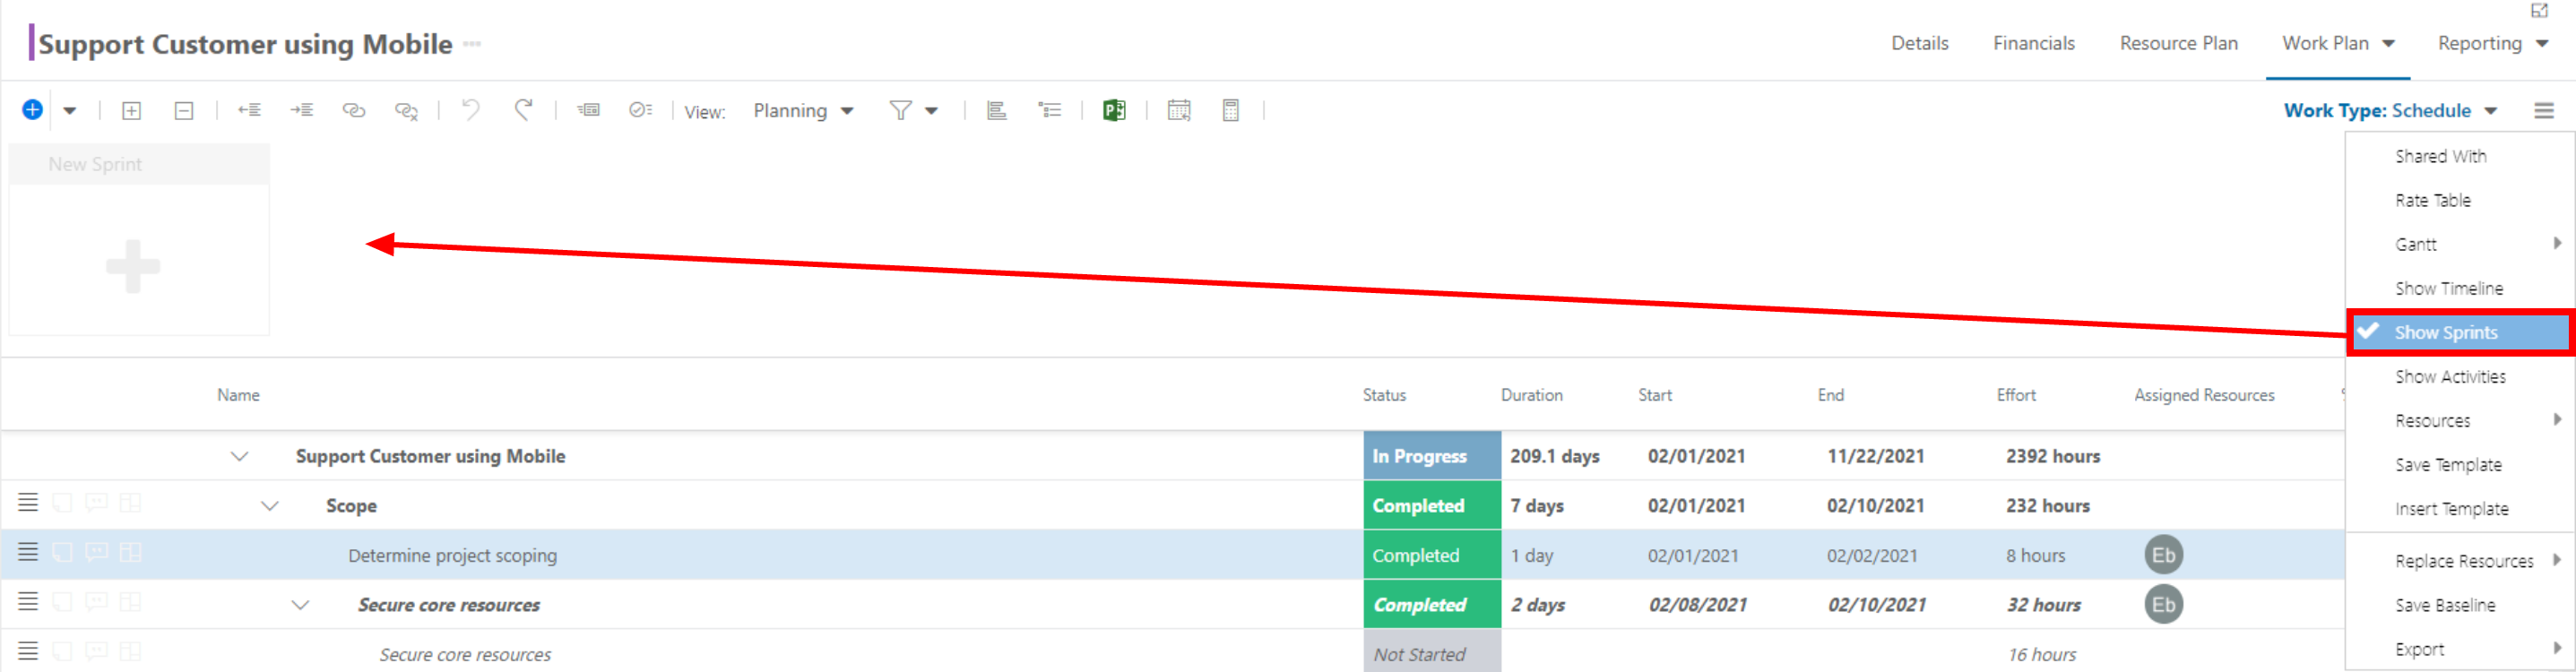 Support Customer using Mobile
Details Financials Resource Plan Work Plan Reporting
View: Planning Work Type: Schedule
New Sprint
Shared With
Rate Table
Gantt
Show Timeline
Show Sprints
Show Activities
Resources
Save Template
Insert Template
Replace Resources
Save Baseline
Export
Name Status Duration Start End Effort Assigned Resources
Support Customer using Mobile In Progress 209.1 days 02/01/2021 11/22/2021 2392 hours
Scope Completed 7 days 02/01/2021 02/10/2021 232 hours
Determine project scoping Completed 1 day 02/01/2021 02/02/2021 8 hours Eb
Secure core resources Completed 2 days 02/08/2021 02/10/2021 32 hours Eb
Secure core resources Not Started 16 hours